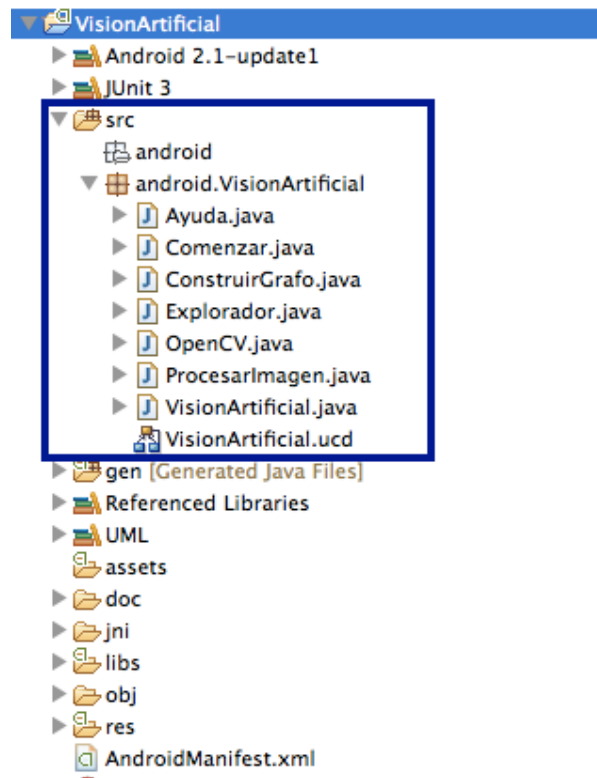 VisionArtificial
Android 2.1-update1
JUnit 3
src
android
android.VisionArtificial
Ayuda.java
Comenzar.java
ConstruirGrafo.java
Explorador.java
OpenCV.java
ProcesarImagen.java
VisionArtificial.java
VisionArtificial.ucd
gen [Generated Java Files]
Referenced Libraries
UML
assets
doc
jni
libs
obj
res
AndroidManifest.xml